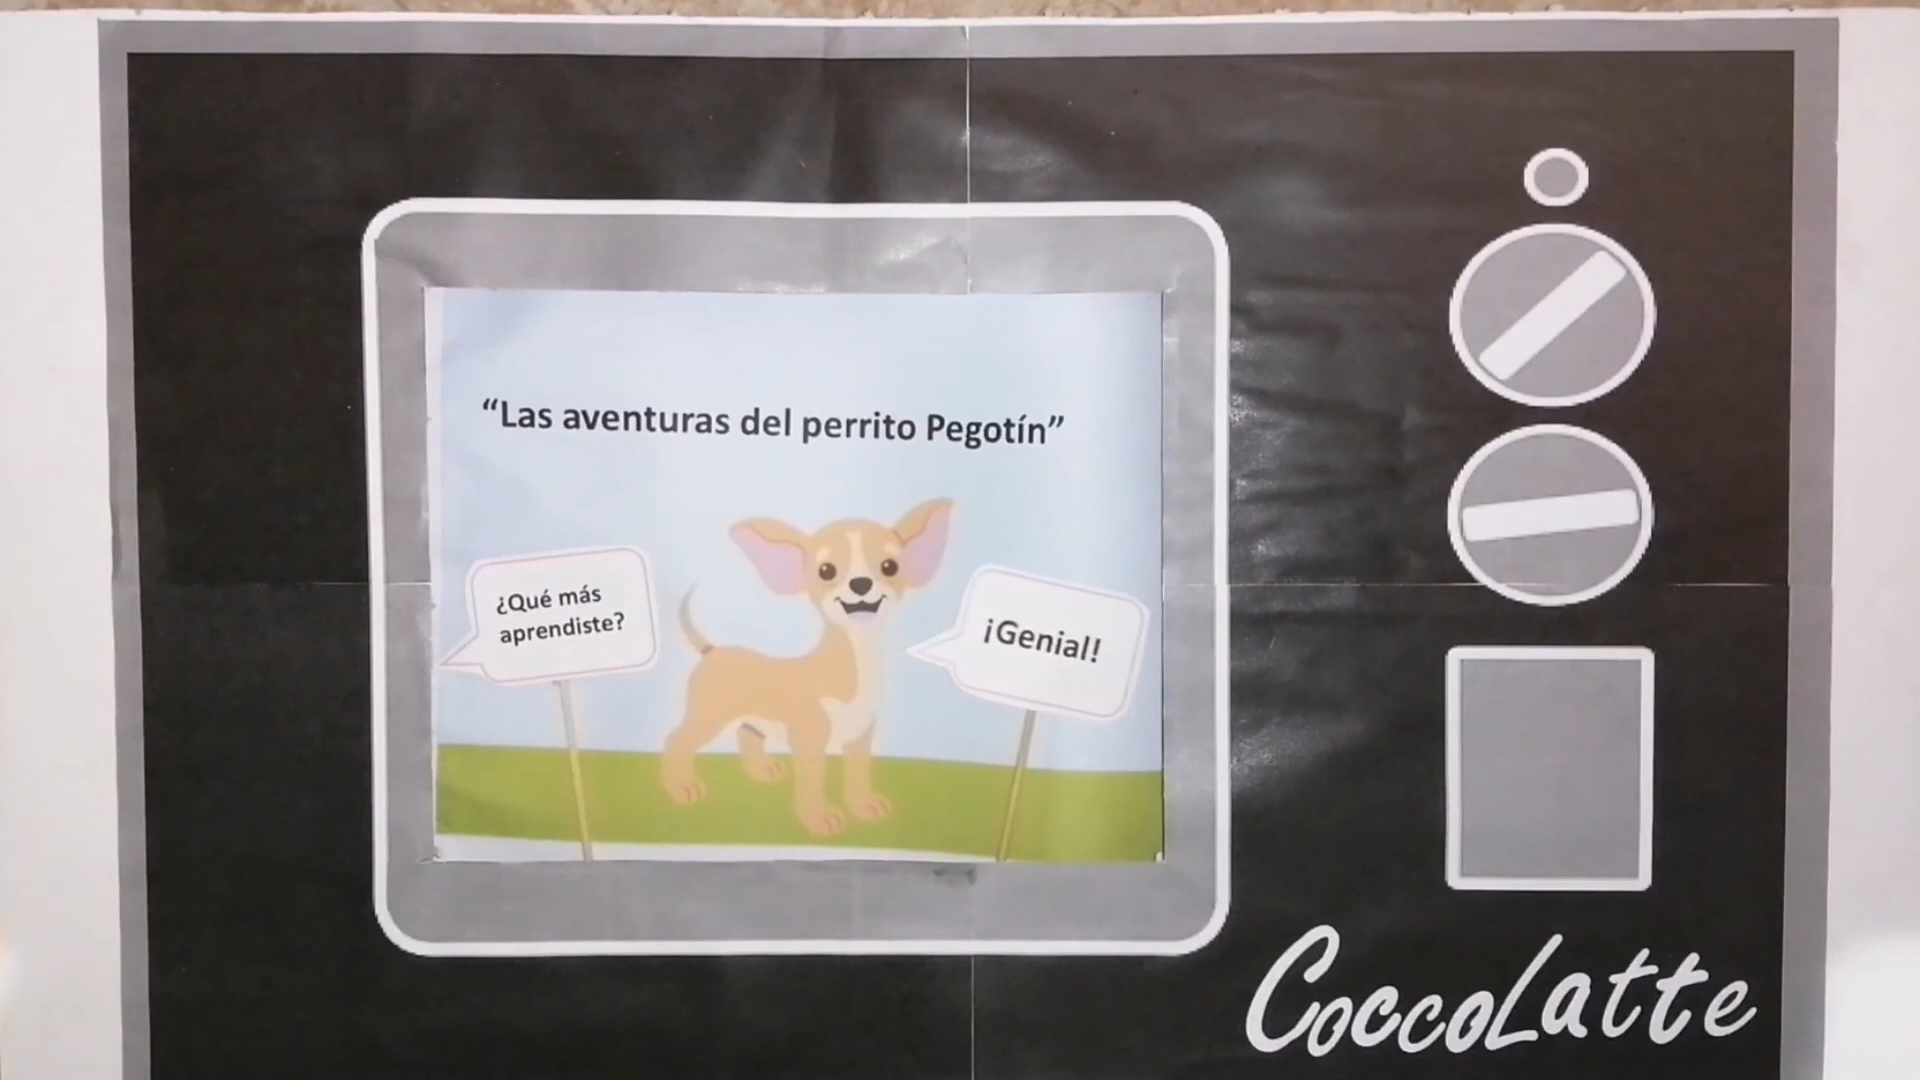 “Las aventuras del perrito Pegotín”
¿Qué más
aprendiste?
¡Genial!
CoccoLatte